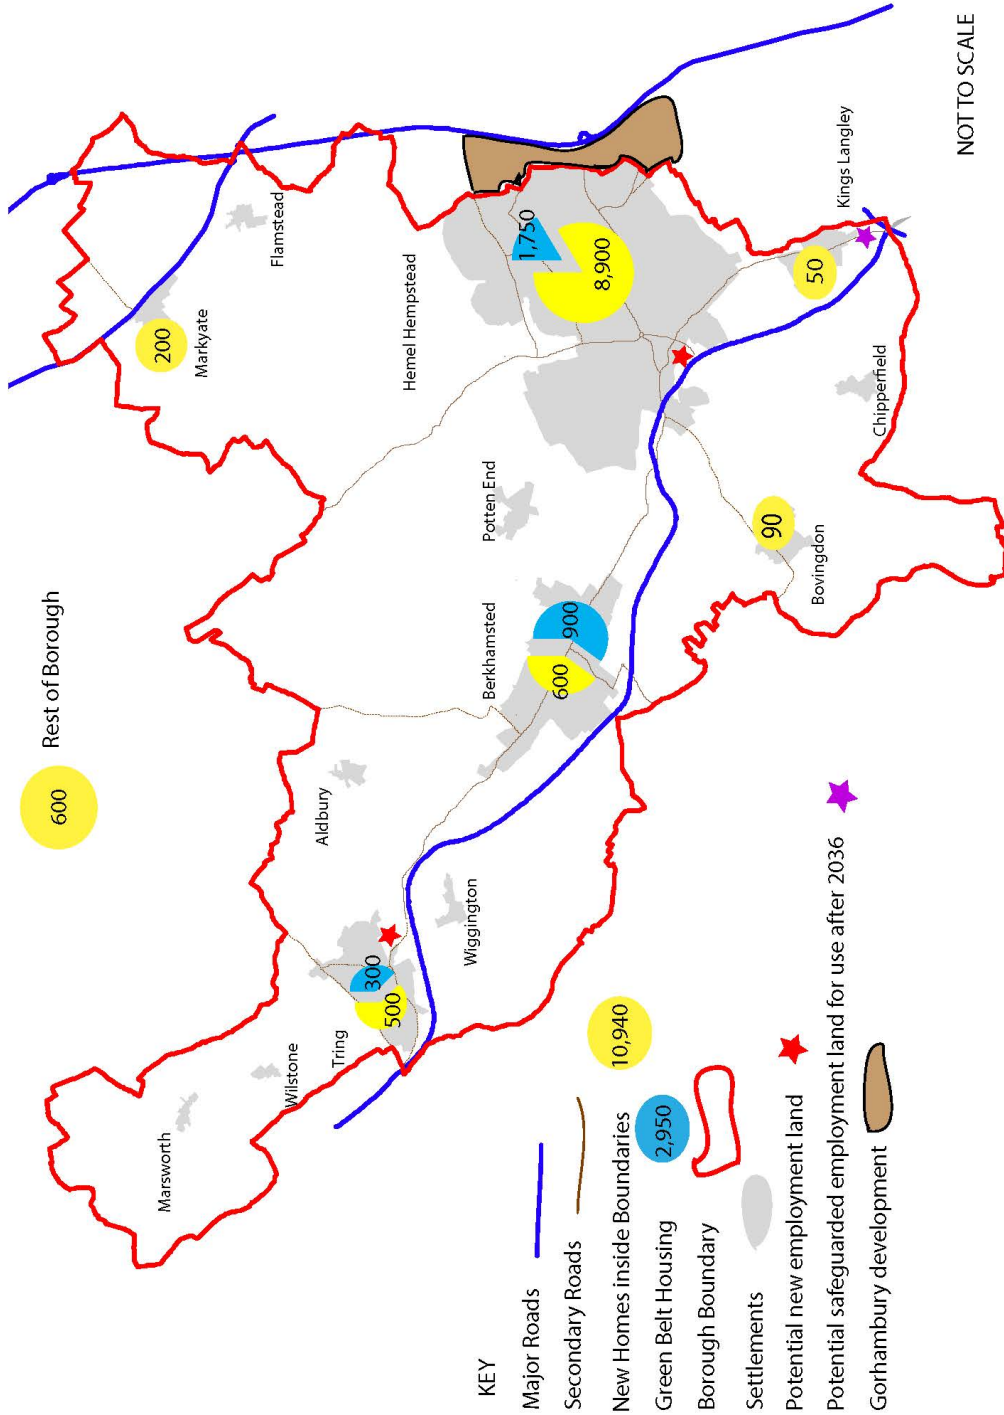 600
Rest of Borough
Marsworth
Wilstone
Tring
500
300
Aldbury
Wiggington
Berkhamsted
600
900
Potten End
Hemel Hempstead
1,750
8,900
200
Markyate
Flamstead
90
Bovingdon
Chipperfield
50
Kings Langley
KEY
Major Roads
Secondary Roads
New Homes inside Boundaries 10,940
Green Belt Housing 2,950
Borough Boundary
Settlements
Potential new employment land
Potential safeguarded employment land for use after 2036
Gorhambury development
NOT TO SCALE